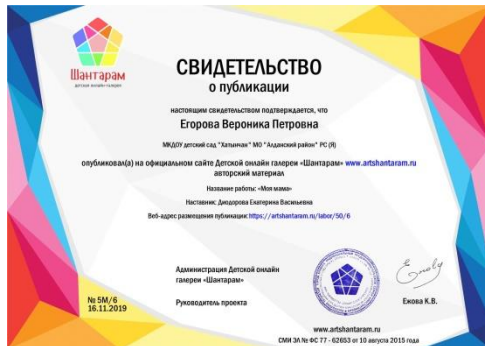 Шантарам
детская онлайн галерея
СВИДЕТЕЛЬСТВО
о публикации
настоящим свидетельством подтверждается, что
Егорова Вероника Петровна
МКДОУ детский сад "Хатынчан" МО "Алданский район" РС (Я)
опубликовал(а) на официальном сайте Детской онлайн галереи «Шантарам» www.artshantaram.ru
авторский материал
Название работы: «Моя мама»
Наставник: Диодорова Екатерина Васильевна
Веб-адрес размещения публикации: https://artshantaram.ru/labor/50/6
Администрация Детской онлайн
галереи «Шантарам»
№ 5М/6
16.11.2019
Руководитель проекта
Ежова К.В.
www.artshantaram.ru
СМИ ЭЛ № ФС 77 - 62653 от 10 августа 2015 года